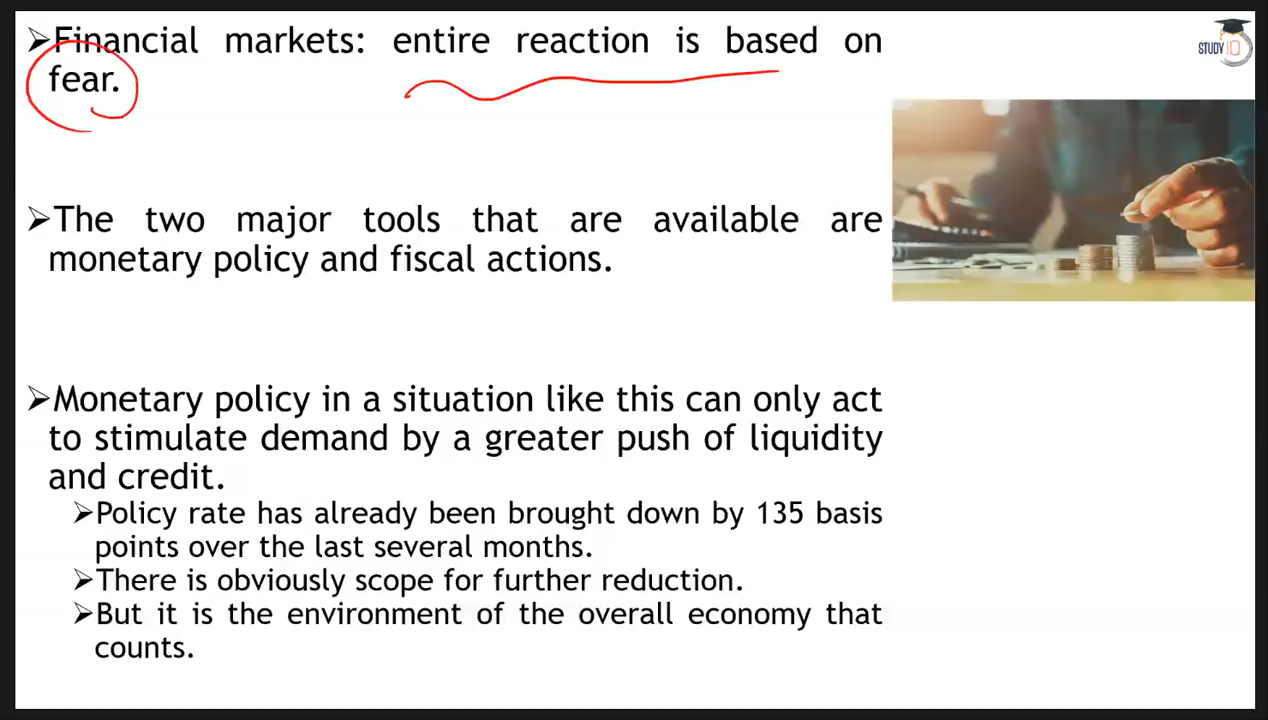 ➢Financial markets: entire reaction is based on
fear.
STUDY IQ
➢The two major tools that are available are
monetary policy and fiscal actions.
➢Monetary policy in a situation like this can only act
to stimulate demand by a greater push of liquidity
and credit.
➢Policy rate has already been brought down by 135 basis
points over the last several months.
➢There is obviously scope for further reduction.
➢But it is the environment of the overall economy that
counts.